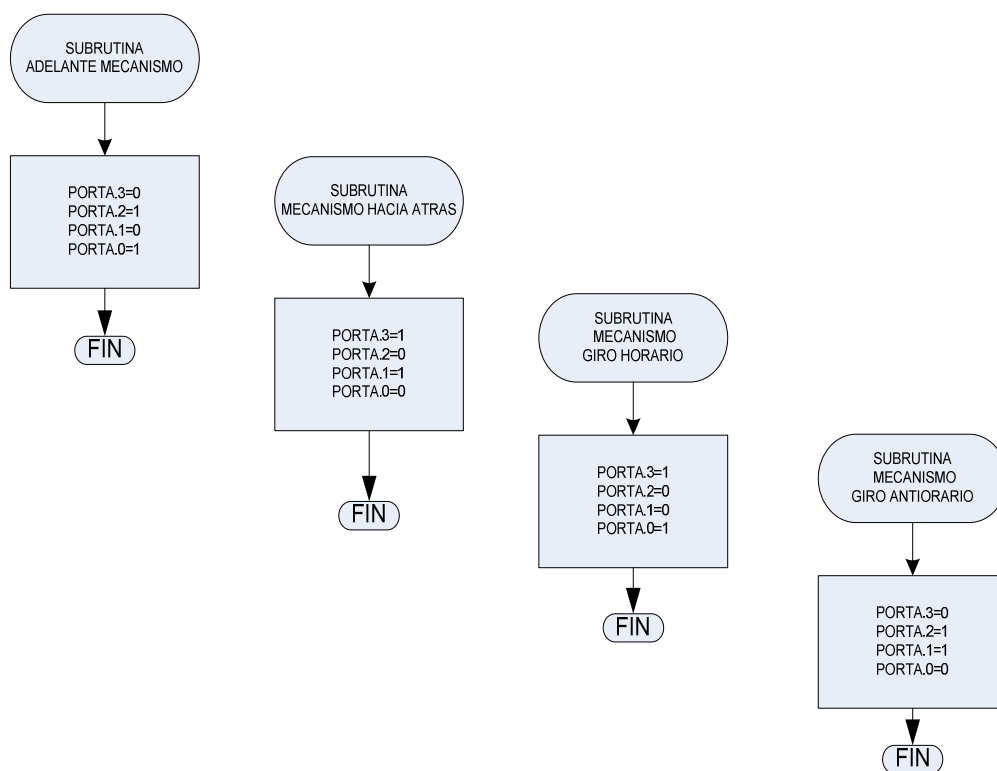 SUBRUTINA
ADELANTE MECANISMO
PORTA.3=0
PORTA.2=1
PORTA.1=0
PORTA.0=1
FIN
SUBRUTINA
MECANISMO HACIA ATRAS
PORTA.3=1
PORTA.2=0
PORTA.1=1
PORTA.0=0
FIN
SUBRUTINA
MECANISMO
GIRO HORARIO
PORTA.3=1
PORTA.2=0
PORTA.1=0
PORTA.0=1
FIN
SUBRUTINA
MECANISMO
GIRO ANTIORARIO
PORTA.3=0
PORTA.2=1
PORTA.1=1
PORTA.0=0
FIN